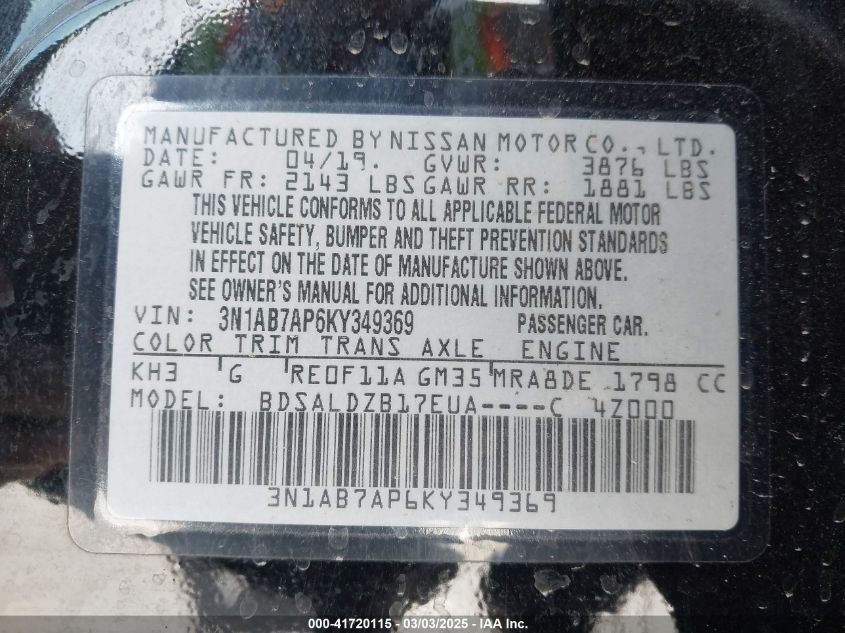 MANUFACTURED BY NISSAN MOTOR CO., LTD.
DATE: 04/19. GVWR: 3876 LBS
GAWR FR: 2143 LBS GAWR RR: 1881 LBS
THIS VEHICLE CONFORMS TO ALL APPLICABLE FEDERAL MOTOR
VEHICLE SAFETY, BUMPER AND THEFT PREVENTION STANDARDS
IN EFFECT ON THE DATE OF MANUFACTURE SHOWN ABOVE.
SEE OWNER'S MANUAL FOR ADDITIONAL INFORMATION.
VIN: 3N1AB7AP6KY349369 PASSENGER CAR.
COLOR TRIM TRANS AXLE ENGINE
KH3 G RE0F11A GM35 MRA8DE 1798 CC
MODEL: BDSALDZB17EUA----C 4Z000
3N1AB7AP6KY349369
000-41720115 - 03/03/2025 - IAAI.COM